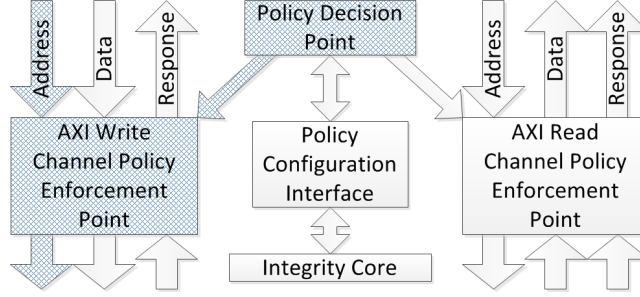 Address
Data
Response
Policy Decision
Point
Address
Data
Response
AXI Write
Channel Policy
Enforcement
Point
Policy
Configuration
Interface
AXI Read
Channel Policy
Enforcement
Point
Integrity Core